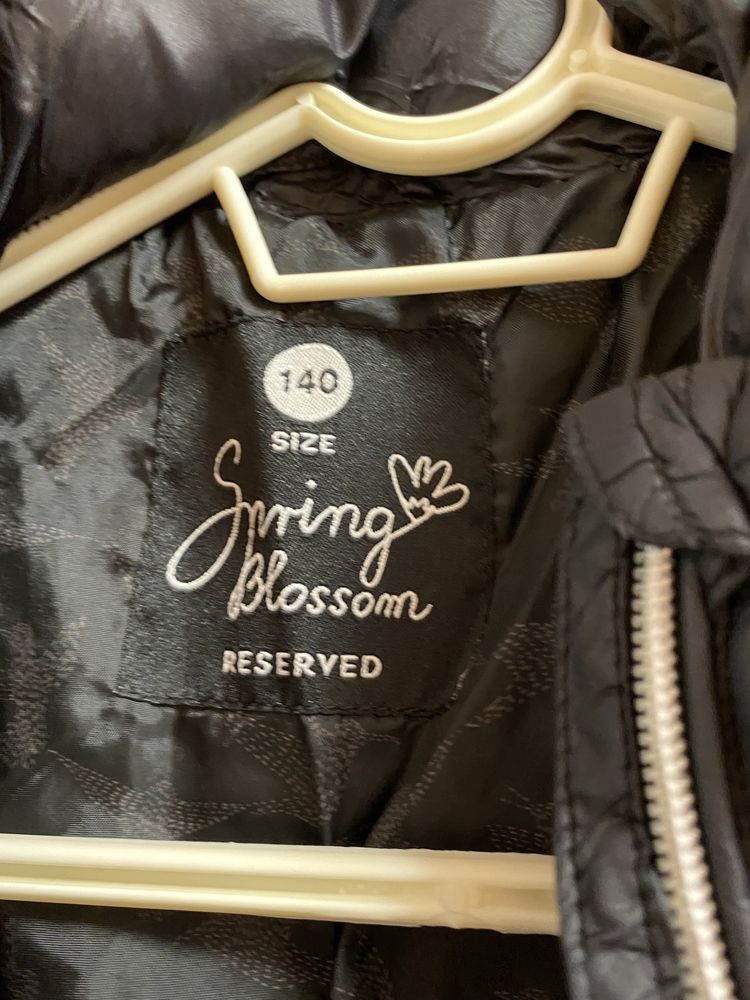 140
SIZE
Spring
Blossom
RESERVED